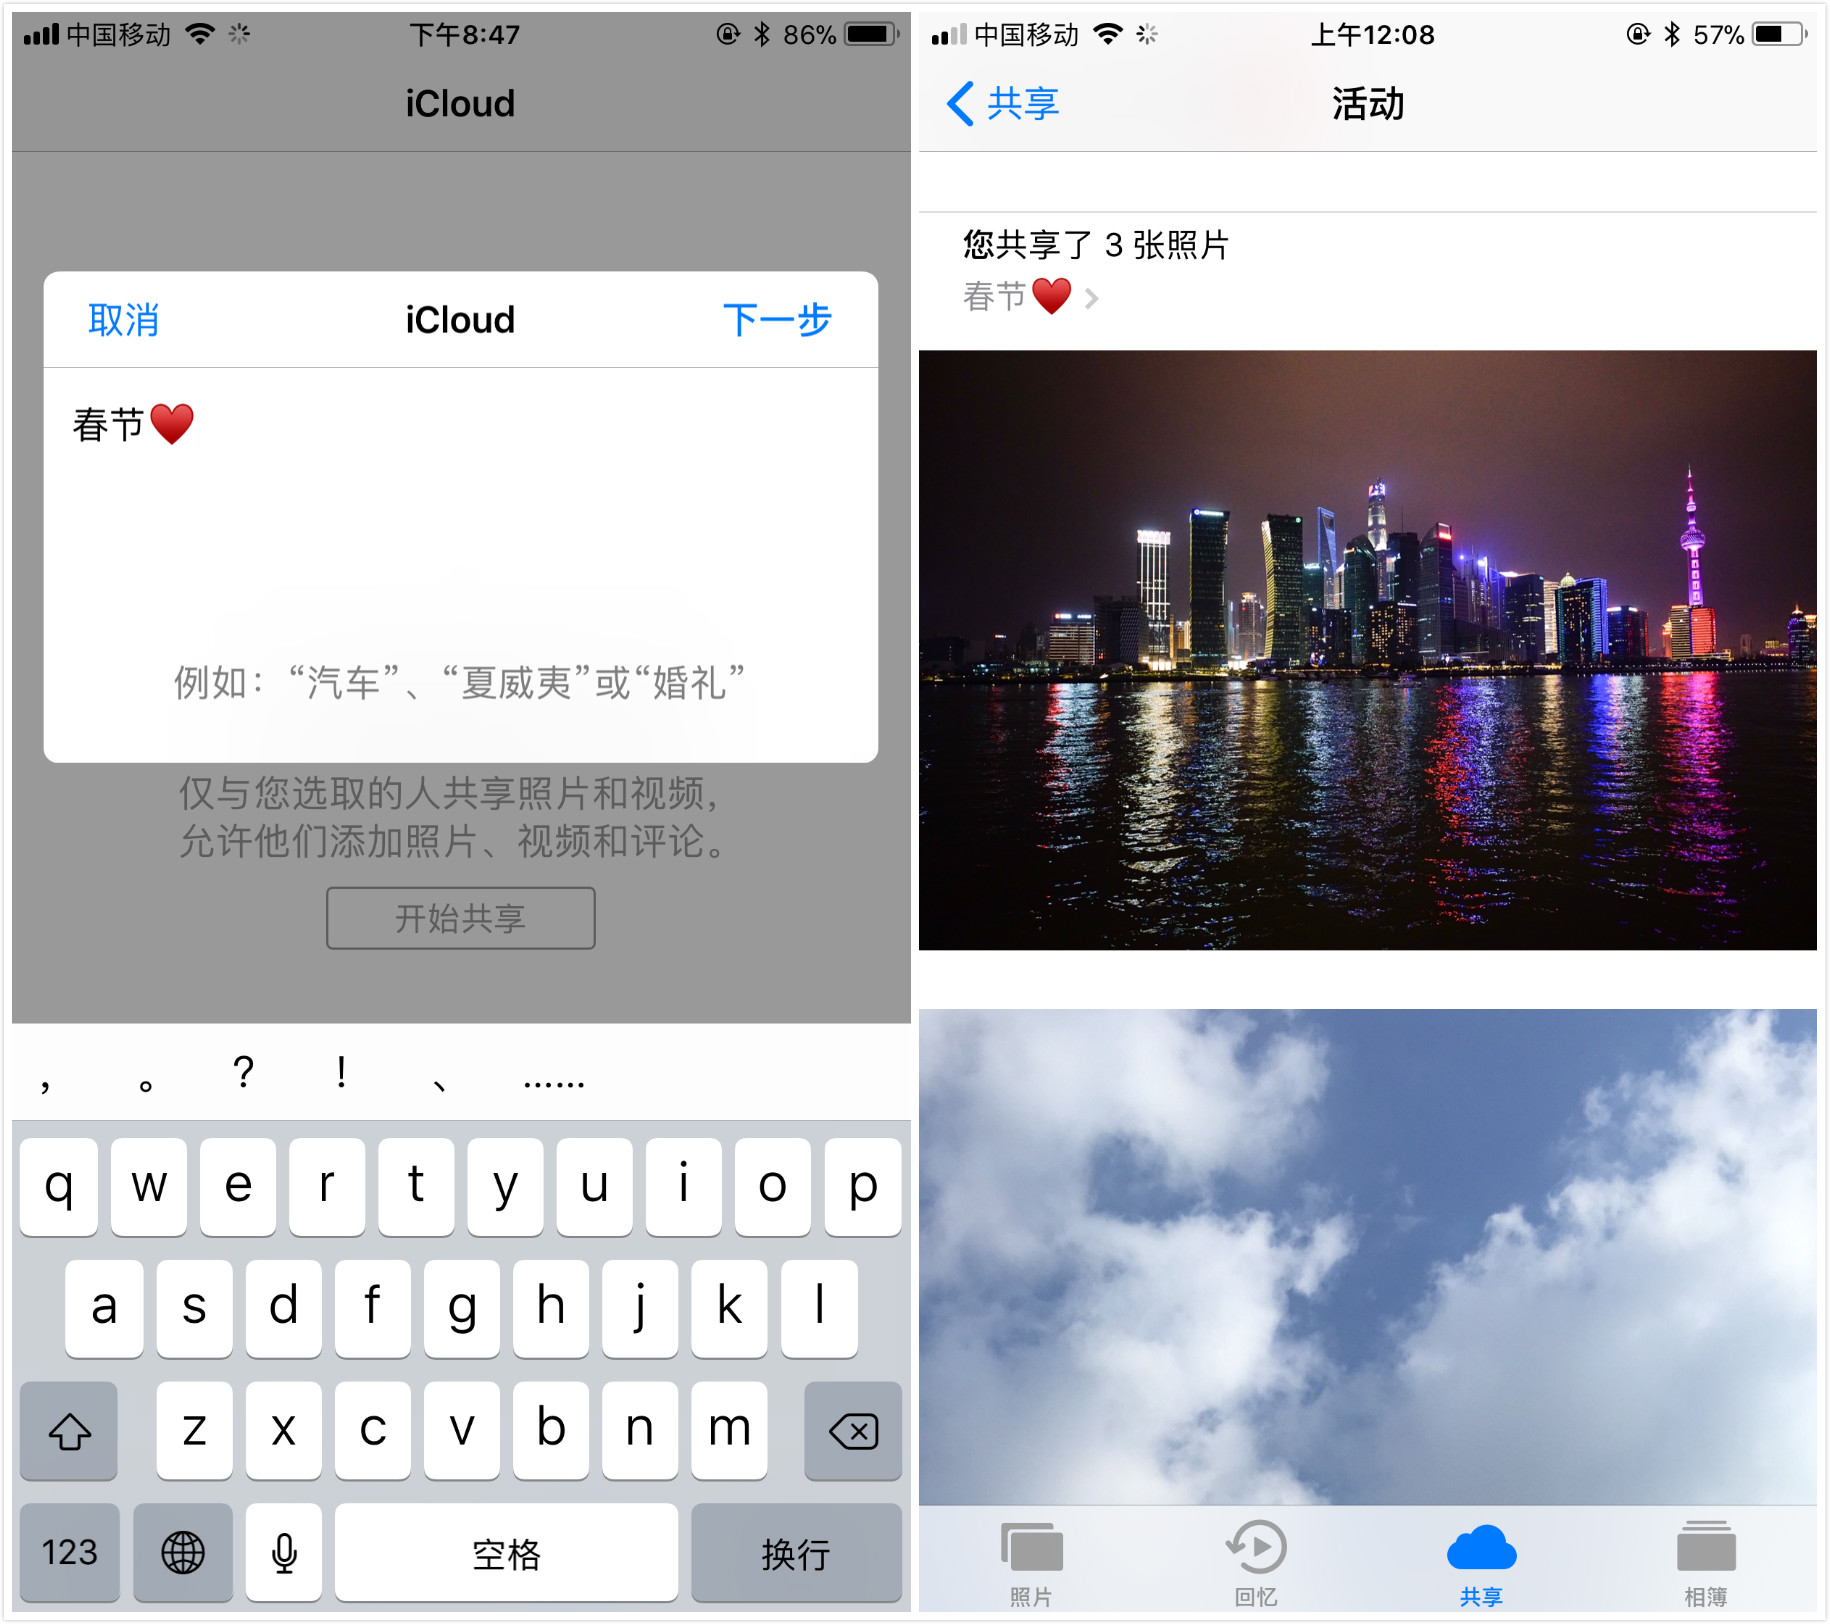 中国移动 下午8:47 86%
iCloud
取消 iCloud 下一步
春节❤️
例如：“汽车”、“夏威夷”或“婚礼”
仅与您选取的人共享照片和视频，
允许他们添加照片、视频和评论。
开始共享
， 。 ? ! 、 ……
q w e r t y u i o p
a s d f g h j k l
z x c v b n m
123 空格 换行
中国移动 上午12:08 57%
共享 活动
您共享了 3 张照片
春节❤️
照片 回忆 共享 相簿